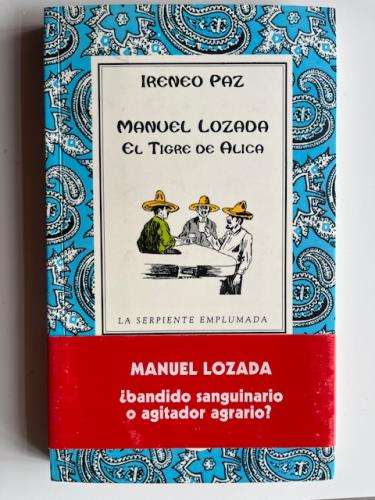 IRENEO PAZ
MANUEL LOZADA
EL TIGRE DE ALICA
LA SERPIENTE EMPLUMADA
MANUEL LOZADA
¿bandido sanguinario
o agitador agrario?